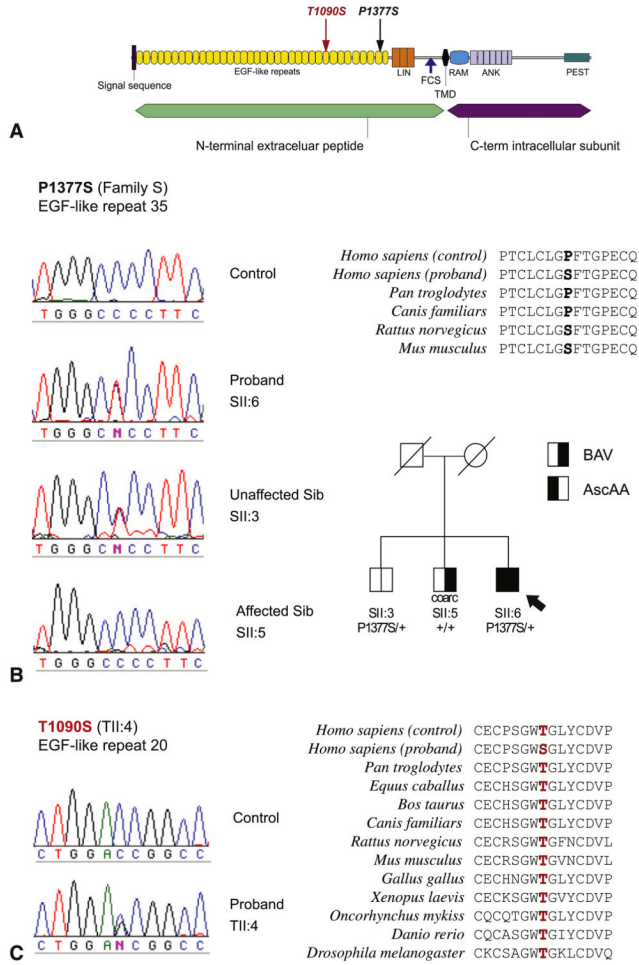 T1090S P1377S
EGF-like repeats
LIN
FCS
RAM
ANK
PEST
Signal sequence
TMD
N-terminal extraceluar peptide
C-term intracellular subunit
A
P1377S (Family S)
EGF-like repeat 35
Control
T G G G C C C C T T C
Proband
SII:6
T G G G C N C C T T C
Unaffected Sib
SII:3
T G G G C N C C T T C
Affected Sib
SII:5
T G G G C C C C T T C
Homo sapiens (control) PTCLCLGPFTGPECQ
Homo sapiens (proband) PTCLCLGSFTGPECQ
Pan troglodytes PTCLCLGPFTGPECQ
Canis familiars PTCLCLGPFTGPECQ
Rattus norvegicus PTCLCLGSFTGPECQ
Mus musculus PTCLCLGSFTGPECQ
BAV
AscAA
coarc
SII:3 SII:5 SII:6
P1377S/+ +/+ P1377S/+
B
T1090S (TII:4)
EGF-like repeat 20
Control
C T G G A C C G G C C
Proband
TII:4
C T G G A N C G G C C
Homo sapiens (control) CECPSGWTGLYCDVP
Homo sapiens (proband) CECPSGWSGLYCDVP
Pan troglodytes CECPSGWTGLYCDVP
Equus caballus CECHSGWTGLYCDVP
Bos taurus CECHSGWTGLYCDVP
Canis familiars CECHSGWTGLYCDVP
Rattus norvegicus CECRSGWTGFNCDVL
Mus musculus CECRSGWTGVNCDVL
Gallus gallus CECHNGWTGLYCDVP
Xenopus laevis CECKSGWTGVYCDVP
Oncorhynchus mykiss CQCQTGWTGLYCDVP
Danio rerio CQCASGWTGIYCDVP
Drosophila melanogaster CKCSAGWTGKLCDVQ
C